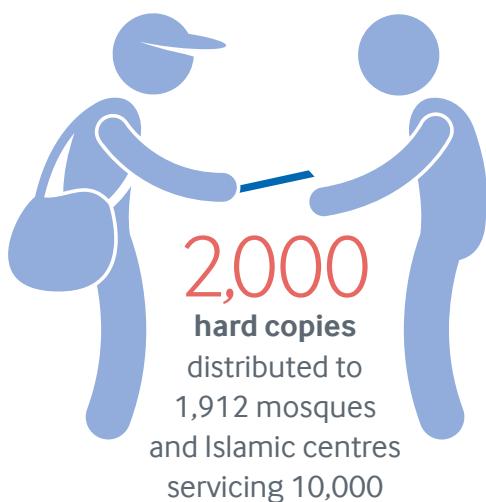 2,000
hard copies
distributed to
1,912 mosques
and Islamic centres
servicing 10,000